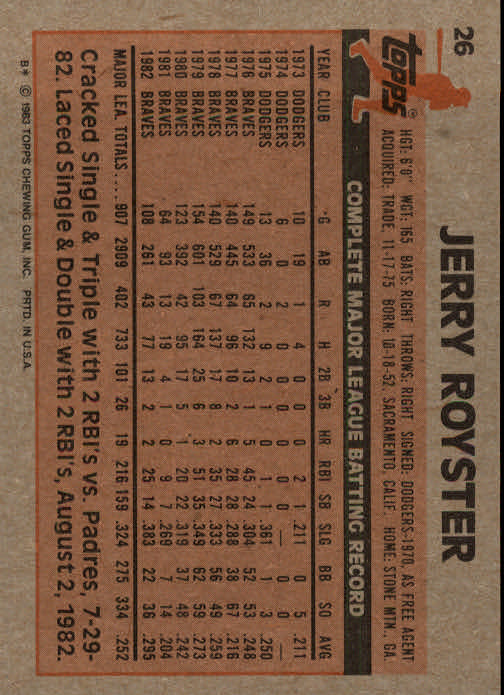 26
JERRY ROYSTER
topps®
HGT: 6'0" WGT: 165 BATS: RIGHT THROWS: RIGHT SIGNED: DODGERS-1970, AS FREE AGENT
ACQUIRED: TRADE, 11-17-75 BORN: 10-18-52, SACRAMENTO, CALIF. HOME: STONE MTN., GA.
COMPLETE MAJOR LEAGUE BATTING RECORD
YEAR CLUB G AB R H 2B 3B HR RBI SB SLG BB SO AVG
1973 DODGERS 10 19 1 4 0 0 0 2 1 .211 0 5 .211
1974 DODGERS 6 0 2 0 0 0 0 0 0 — 0 0 —
1975 DODGERS 13 36 2 9 2 1 0 1 1 .361 1 3 .250
1976 BRAVES 149 533 65 132 13 1 5 45 24 .304 52 53 .248
1977 BRAVES 140 445 64 96 10 2 6 28 28 .288 38 67 .216
1978 BRAVES 140 529 67 137 17 8 2 35 27 .333 56 49 .259
1979 BRAVES 154 601 103 164 25 6 3 51 35 .349 62 59 .273
1980 BRAVES 123 392 42 95 17 5 1 20 22 .319 37 48 .242
1981 BRAVES 64 93 13 19 4 1 0 9 7 .269 7 14 .204
1982 BRAVES 108 261 43 77 13 2 2 25 14 .383 22 36 .295
MAJOR LEA. TOTALS.... 907 2909 402 733 101 26 19 216 159 .324 275 334 .252
Cracked Single & Triple with 2 RBI's vs. Padres, 7-29-
82. Laced Single & Double with 2 RBI's, August 2, 1982.
B* © 1983 TOPPS CHEWING GUM, INC. PRTD. IN U.S.A.